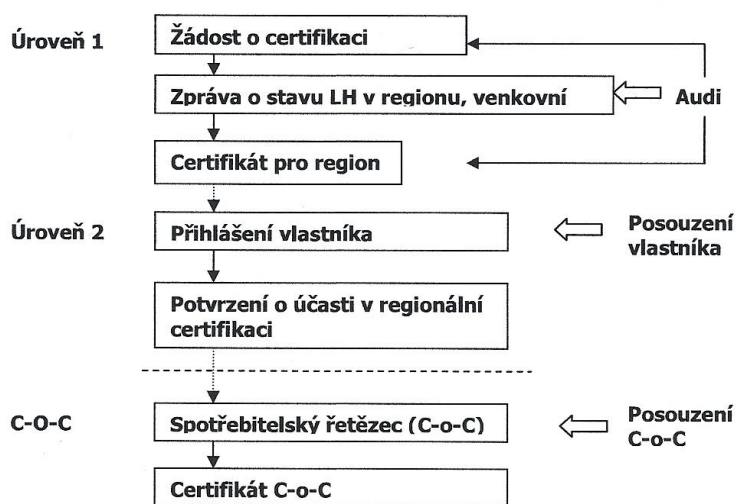 Úroveň 1
Žádost o certifikaci
Zpráva o stavu LH v regionu, venkovní
Audi
Certifikát pro region
Úroveň 2
Přihlášení vlastníka
Posouzení
vlastníka
Potvrzení o účasti v regionální
certifikaci
C-O-C
Spotřebitelský řetězec (C-o-C)
Posouzení
C-o-C
Certifikát C-o-C